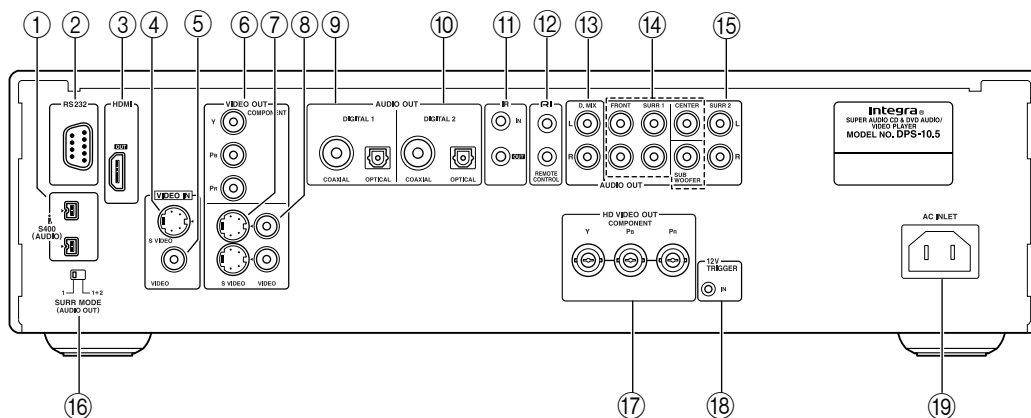 ① ② ③ ④ ⑤ ⑥ ⑦ ⑧ ⑨ ⑩ ⑪ ⑫ ⑬ ⑭ ⑮
RS232
HDMI
OUT
S400
(AUDIO)
SURR MODE
(AUDIO OUT)
1
1+2
VIDEO IN
S VIDEO
VIDEO
VIDEO OUT
COMPONENT
Y
PB
PR
S VIDEO
VIDEO
AUDIO OUT
DIGITAL 1
DIGITAL 2
COAXIAL
OPTICAL
COAXIAL
OPTICAL
IR
IN
OUT
RI
REMOTE
CONTROL
D. MIX
FRONT
SURR 1
CENTER
SURR 2
L
L
R
R
SUB
WOOFER
AUDIO OUT
HD VIDEO OUT
COMPONENT
Y
PB
PR
12V
TRIGGER
IN
Integra®
SUPER AUDIO CD & DVD AUDIO/
VIDEO PLAYER
MODEL NO. DPS-10.5
AC INLET
⑯ ⑰ ⑱ ⑲